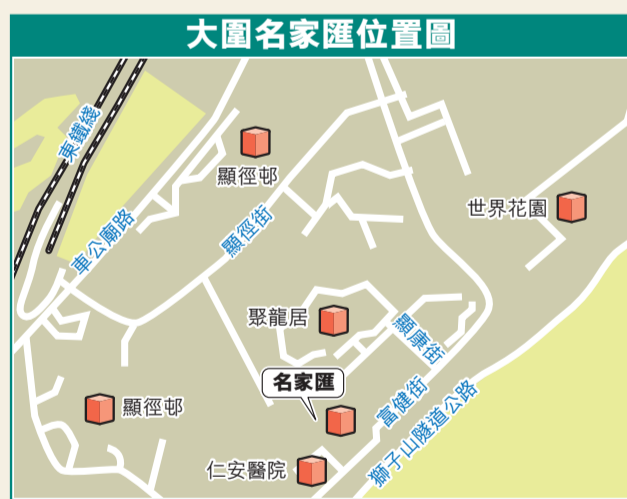 大圍名家匯位置圖
東鐵綫
顯徑邨
世界花園
車公廟路
顯徑街
聚龍居
顯康街
名家匯
顯徑邨
富健街
獅子山隧道公路
仁安醫院